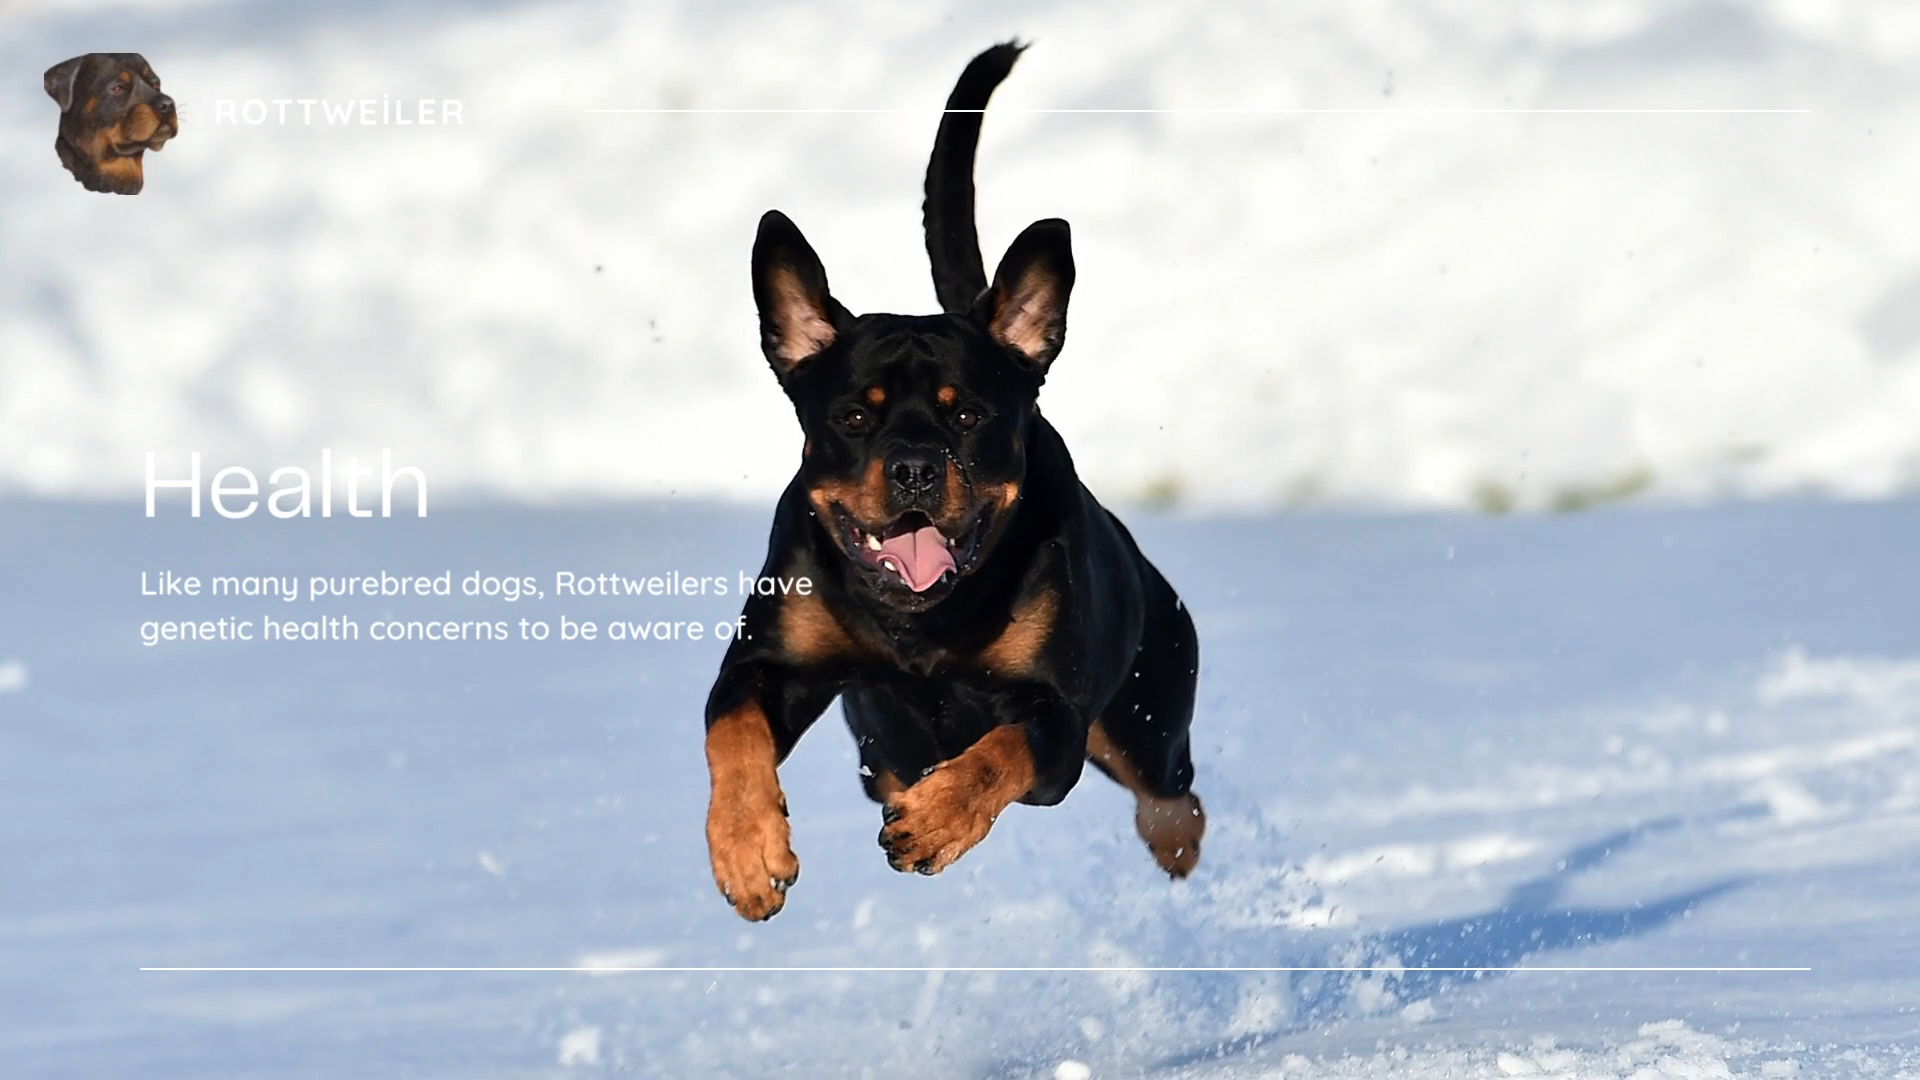 ROTTWEİLER
Health
Like many purebred dogs, Rottweilers have
genetic health concerns to be aware of.